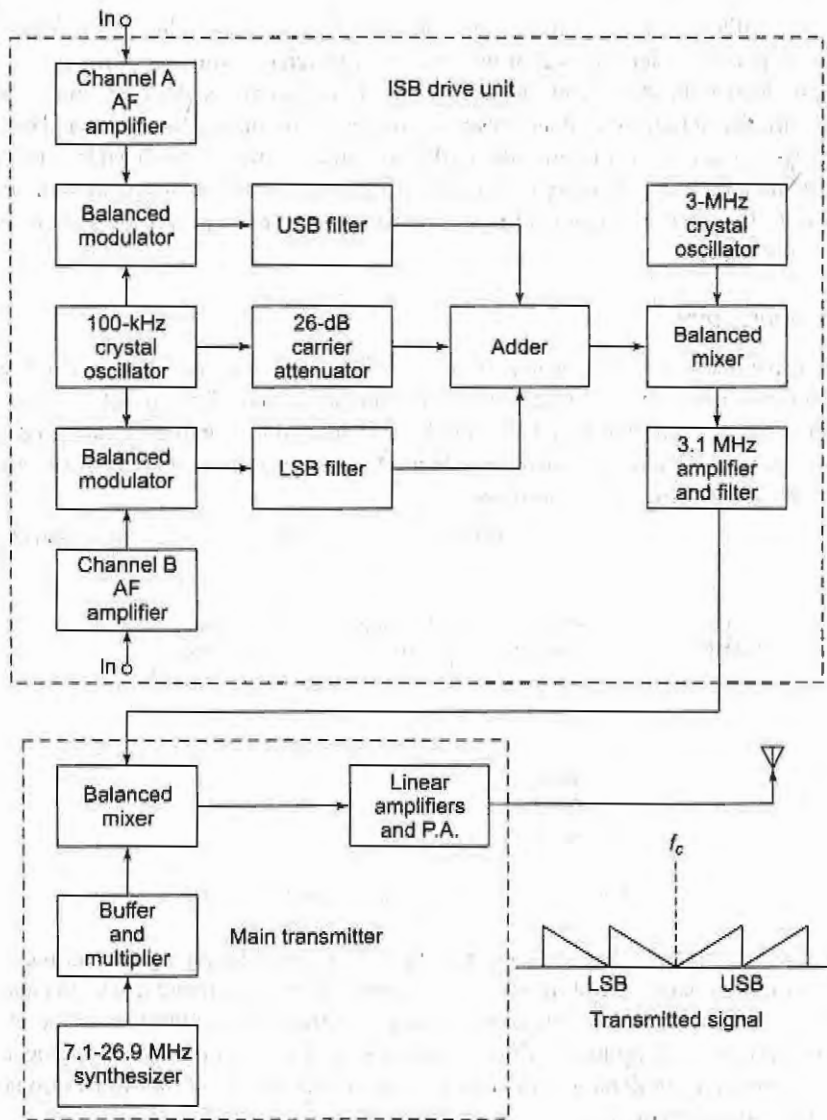 In
Channel A
AF
amplifier
ISB drive unit
Balanced
modulator
USB filter
3-MHz
crystal
oscillator
100-kHz
crystal
oscillator
26-dB
carrier
attenuator
Adder
Balanced
mixer
Balanced
modulator
LSB filter
3.1 MHz
amplifier
and filter
Channel B
AF
amplifier
In
Balanced
mixer
Linear
amplifiers
and P.A.
Buffer
and
multiplier
Main transmitter
7.1-26.9 MHz
synthesizer
fc
LSB
USB
Transmitted signal